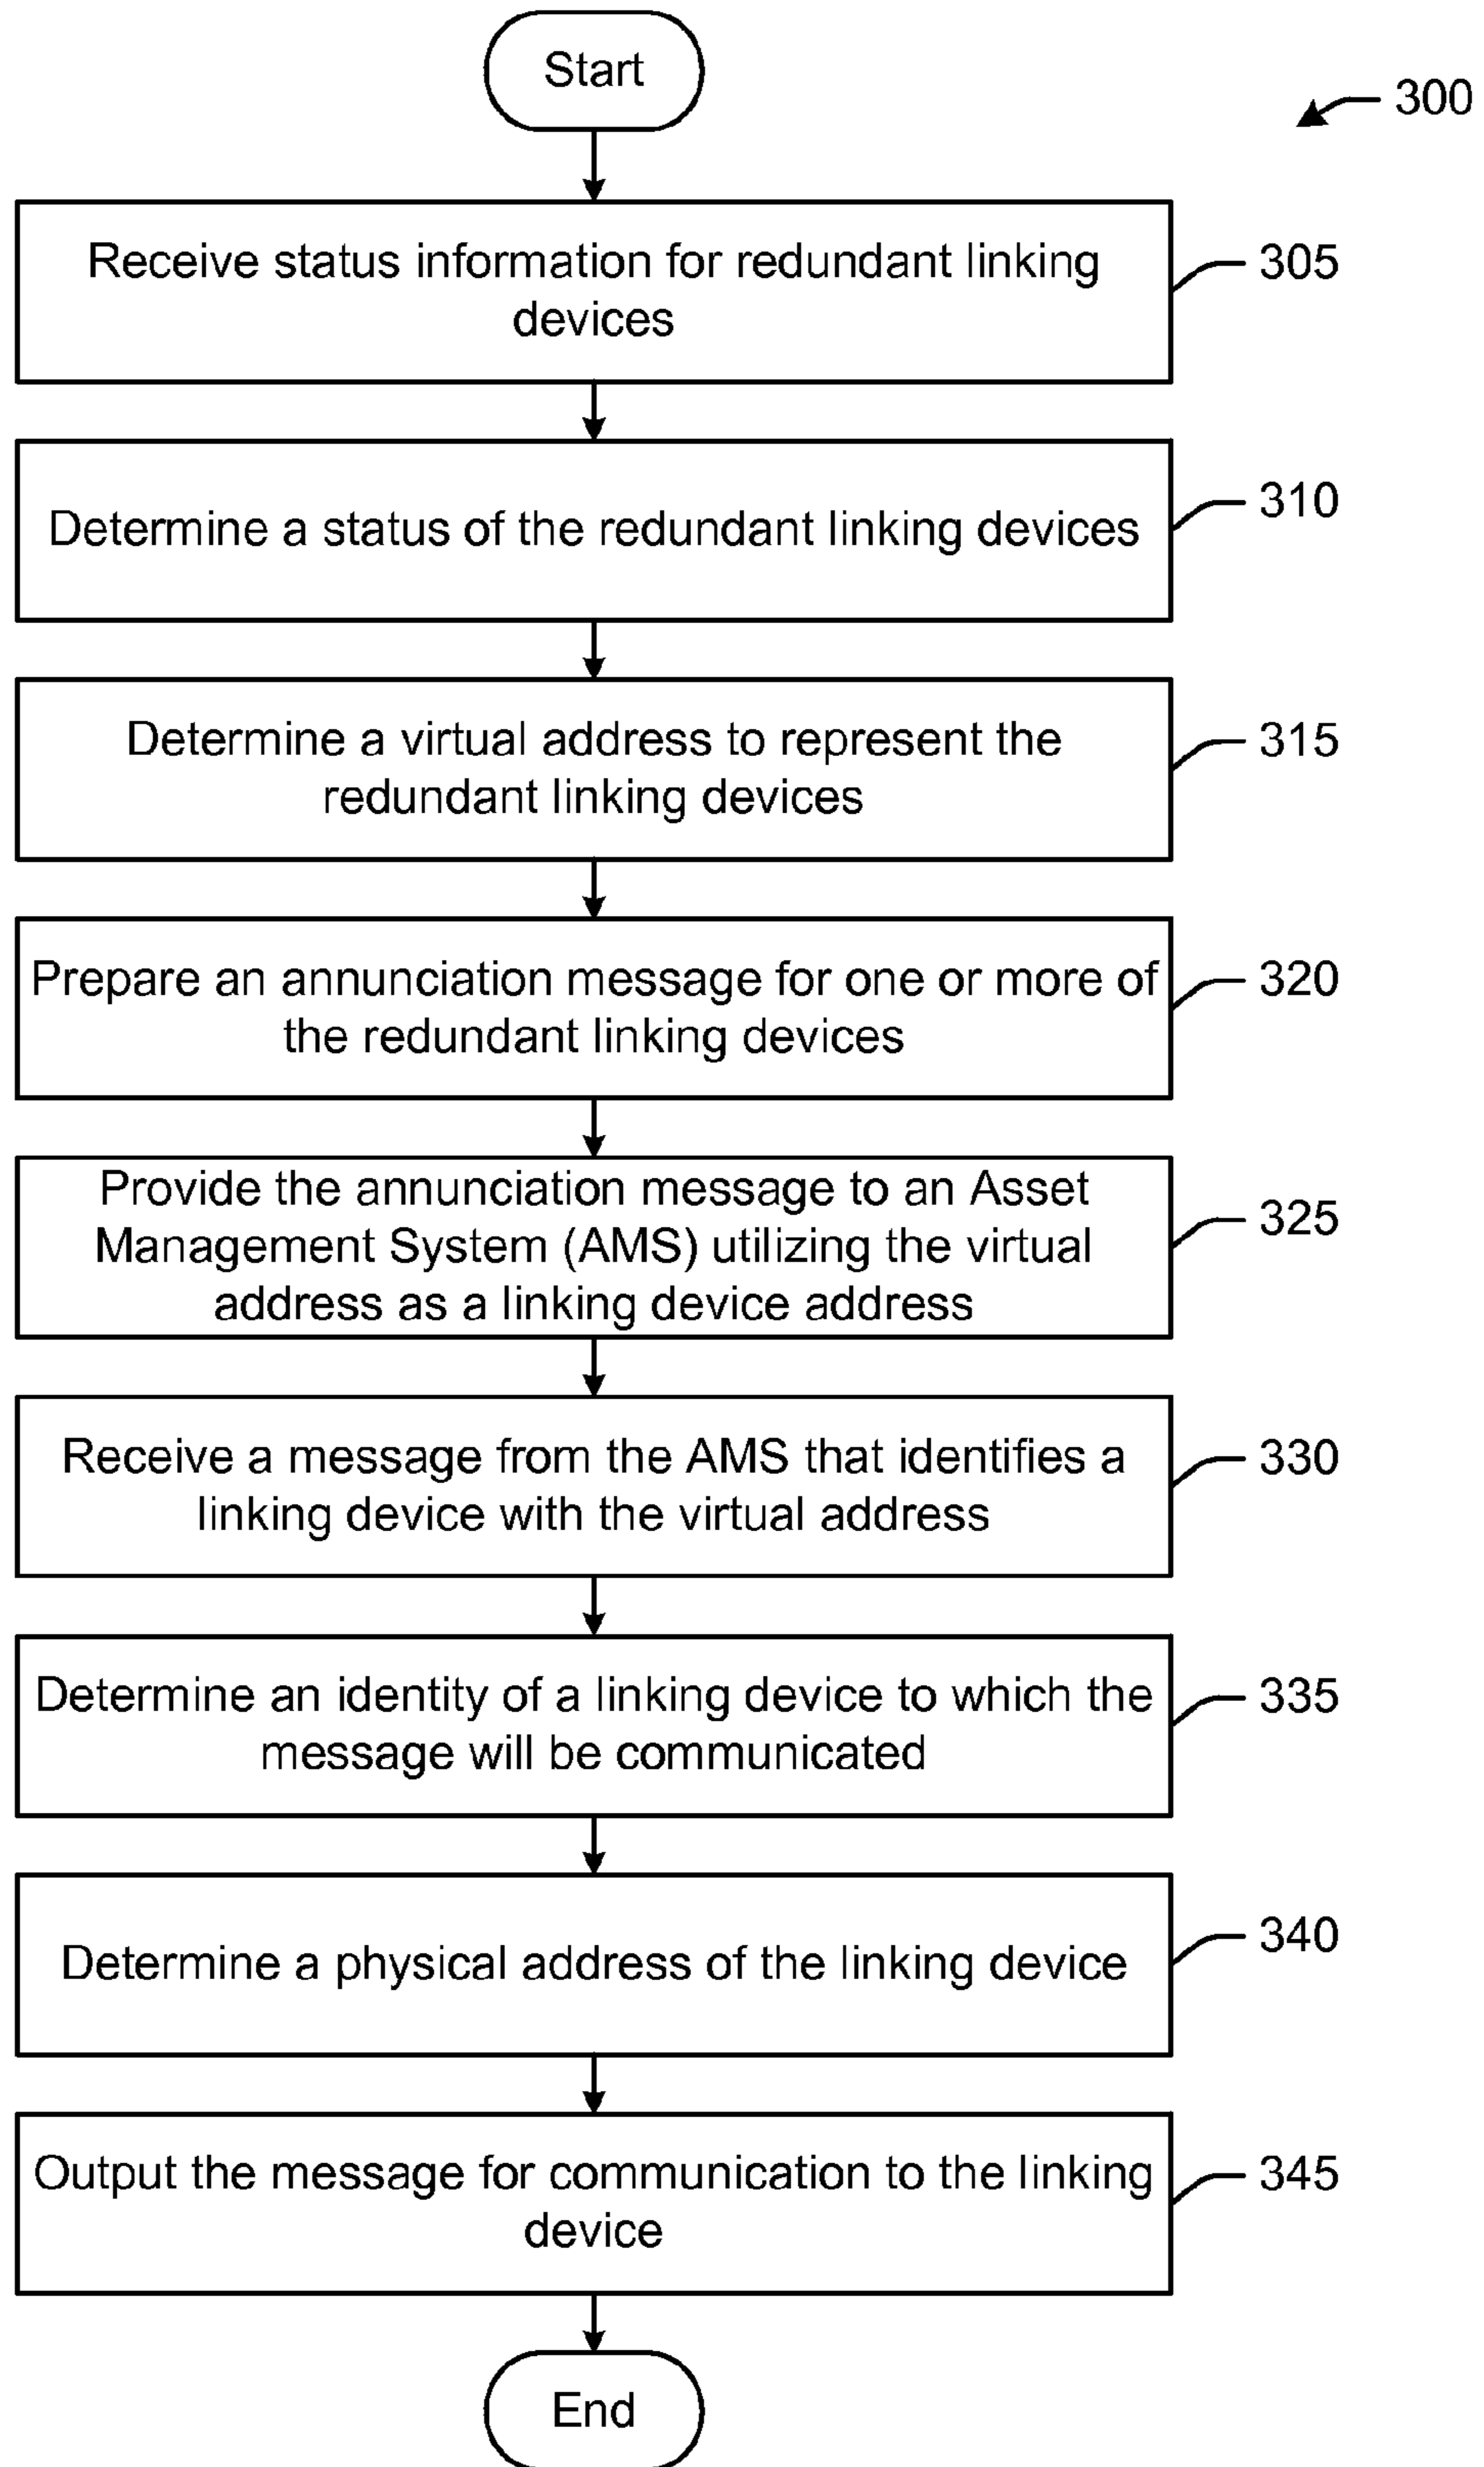 Start
300
Receive status information for redundant linking
devices
305
Determine a status of the redundant linking devices
310
Determine a virtual address to represent the
redundant linking devices
315
Prepare an annunciation message for one or more of
the redundant linking devices
320
Provide the annunciation message to an Asset
Management System (AMS) utilizing the virtual
address as a linking device address
325
Receive a message from the AMS that identifies a
linking device with the virtual address
330
Determine an identity of a linking device to which the
message will be communicated
335
Determine a physical address of the linking device
340
Output the message for communication to the linking
device
345
End